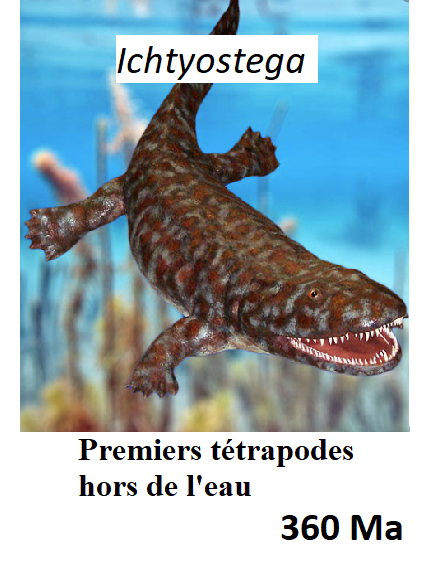 Ichtyostega
Premiers tétrapodes
hors de l'eau
360 Ma